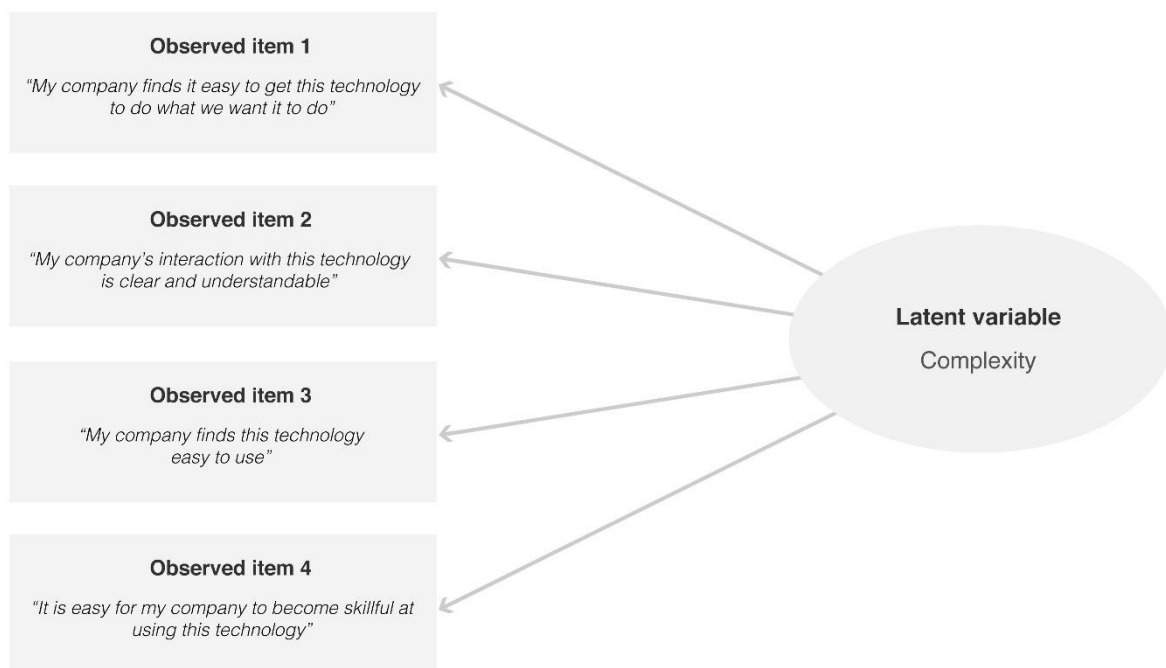 Observed item 1
“My company finds it easy to get this technology
to do what we want it to do”
Observed item 2
“My company’s interaction with this technology
is clear and understandable”
Observed item 3
“My company finds this technology
easy to use”
Observed item 4
“It is easy for my company to become skillful at
using this technology”
Latent variable
Complexity